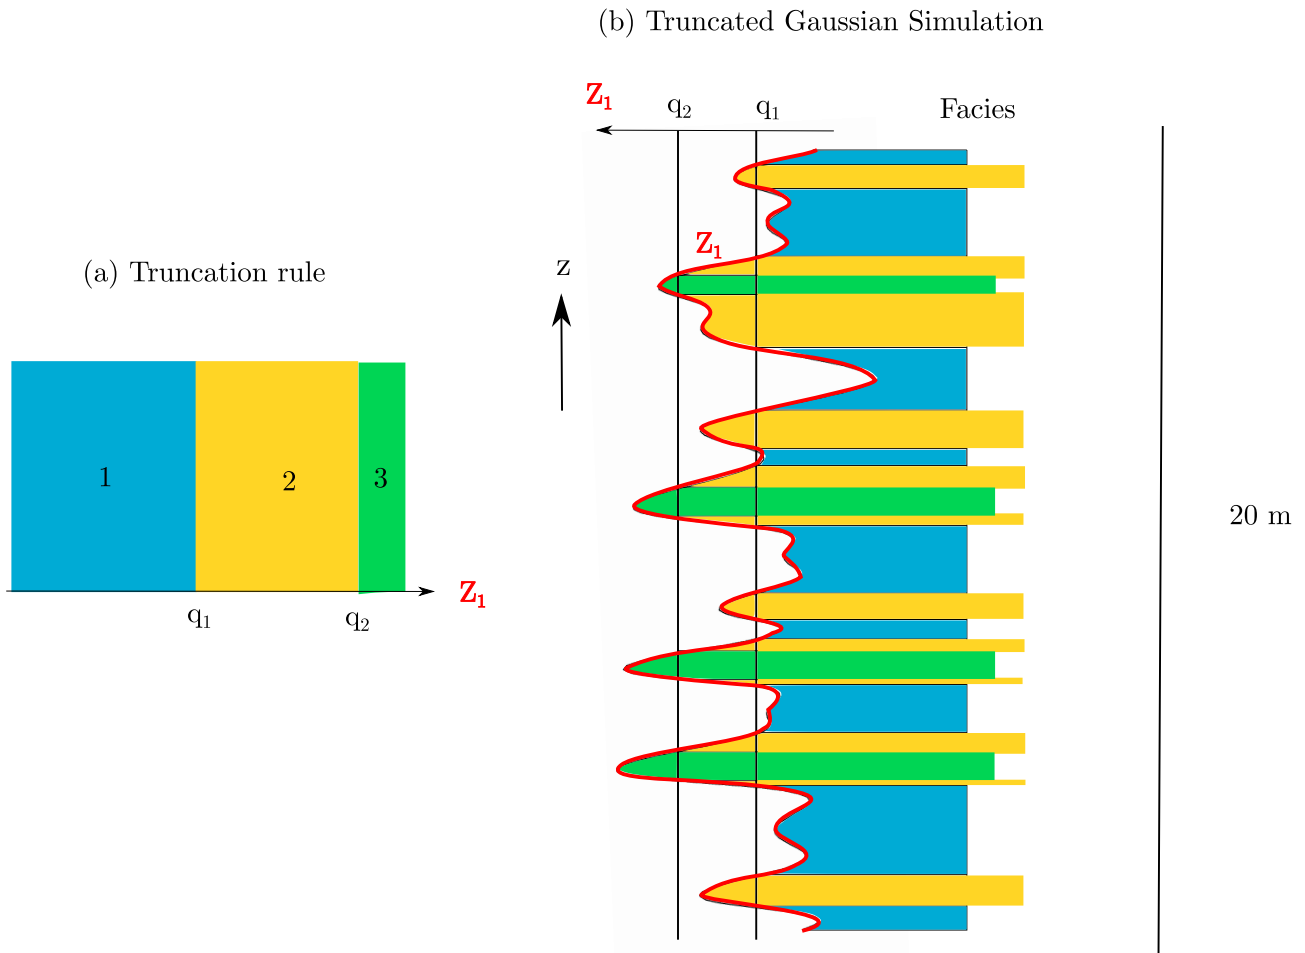 (b) Truncated Gaussian Simulation
Z1
q2
q1
Facies
Z1
z
(a) Truncation rule
1
2
3
20 m
Z1
q1
q2